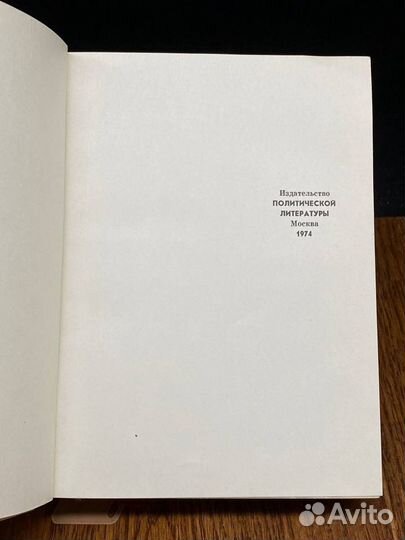 Издательство
ПОЛИТИЧЕСКОЙ
ЛИТЕРАТУРЫ
Москва
1974
Avito